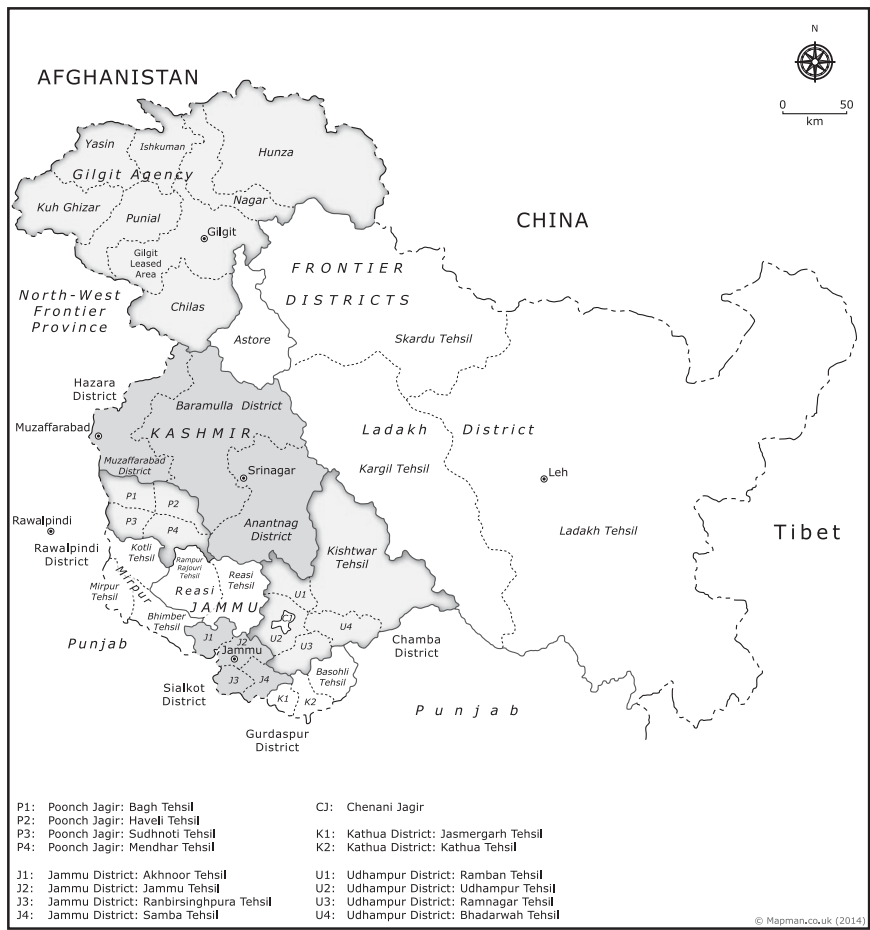 N
0 50
km
AFGHANISTAN
Yasin
Ishkuman
Hunza
Gilgit Agency
Kuh Ghizar
Punial
Nagar
Gilgit
CHINA
Gilgit
Leased
Area
FRONTIER
DISTRICTS
North-West
Frontier
Province
Chilas
Astore
Skardu Tehsil
Hazara
District
Baramulla District
Muzaffarabad
KASHMIR
Ladakh District
Muzaffarabad
District
Srinagar
Kargil Tehsil
Leh
P1
P2
P3
P4
Rawalpindi
Anantnag
District
Ladakh Tehsil
Tibet
Rawalpindi
District
Kotli
Tehsil
Rampur
Rajouri
Tehsil
Reasi
Tehsil
Kishtwar
Tehsil
Mirpur
Tehsil
Mirpur
Reasi
JAMMU
U1
CJ
Bhimber
Tehsil
Punjab
J1
J2
U2
U3
U4
Chamba
District
Jammu
J3
J4
Basohli
Tehsil
Sialkot
District
K1
K2
Punjab
Gurdaspur
District
P1: Poonch Jagir: Bagh Tehsil
P2: Poonch Jagir: Haveli Tehsil
P3: Poonch Jagir: Sudhnoti Tehsil
P4: Poonch Jagir: Mendhar Tehsil
J1: Jammu District: Akhnoor Tehsil
J2: Jammu District: Jammu Tehsil
J3: Jammu District: Ranbirsinghpura Tehsil
J4: Jammu District: Samba Tehsil
CJ: Chenani Jagir
K1: Kathua District: Jasmergarh Tehsil
K2: Kathua District: Kathua Tehsil
U1: Udhampur District: Ramban Tehsil
U2: Udhampur District: Udhampur Tehsil
U3: Udhampur District: Ramnagar Tehsil
U4: Udhampur District: Bhadarwah Tehsil
© Mapman.co.uk (2014)